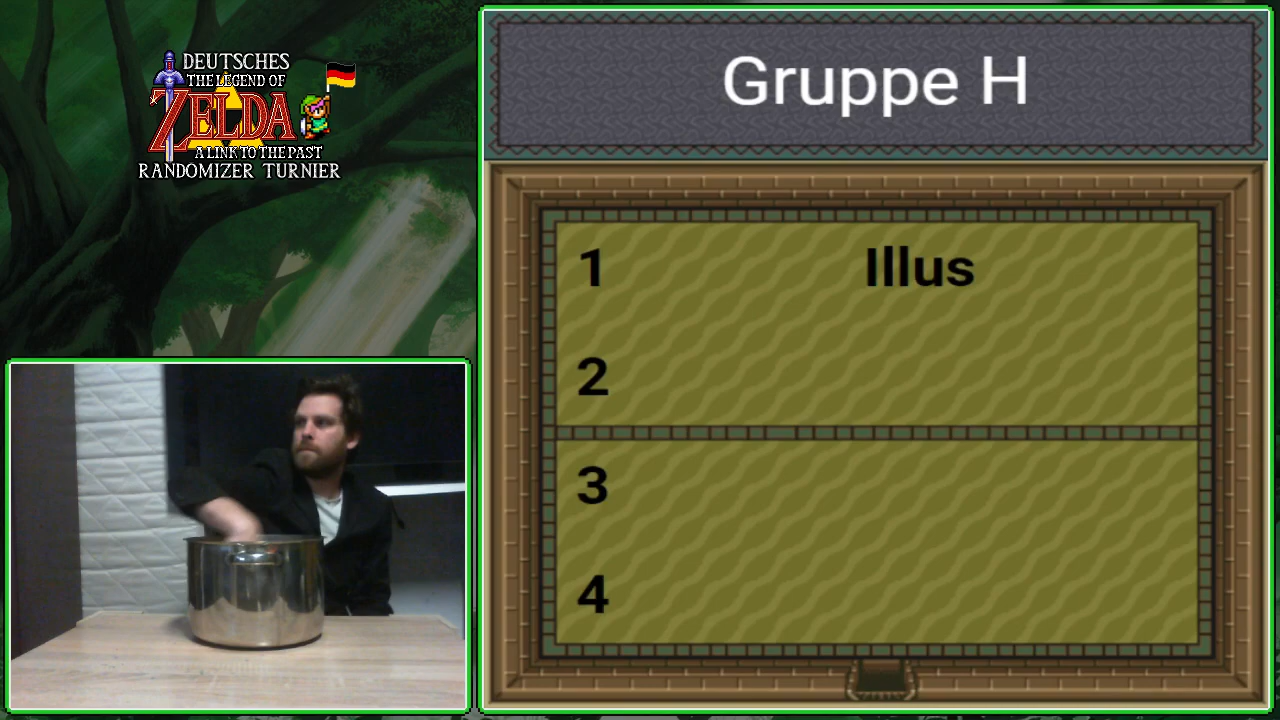 DEUTSCHES
THE LEGEND OF
ZELDA
A LINK TO THE PAST
RANDOMIZER TURNIER
Gruppe H
1 Illus
2
3
4